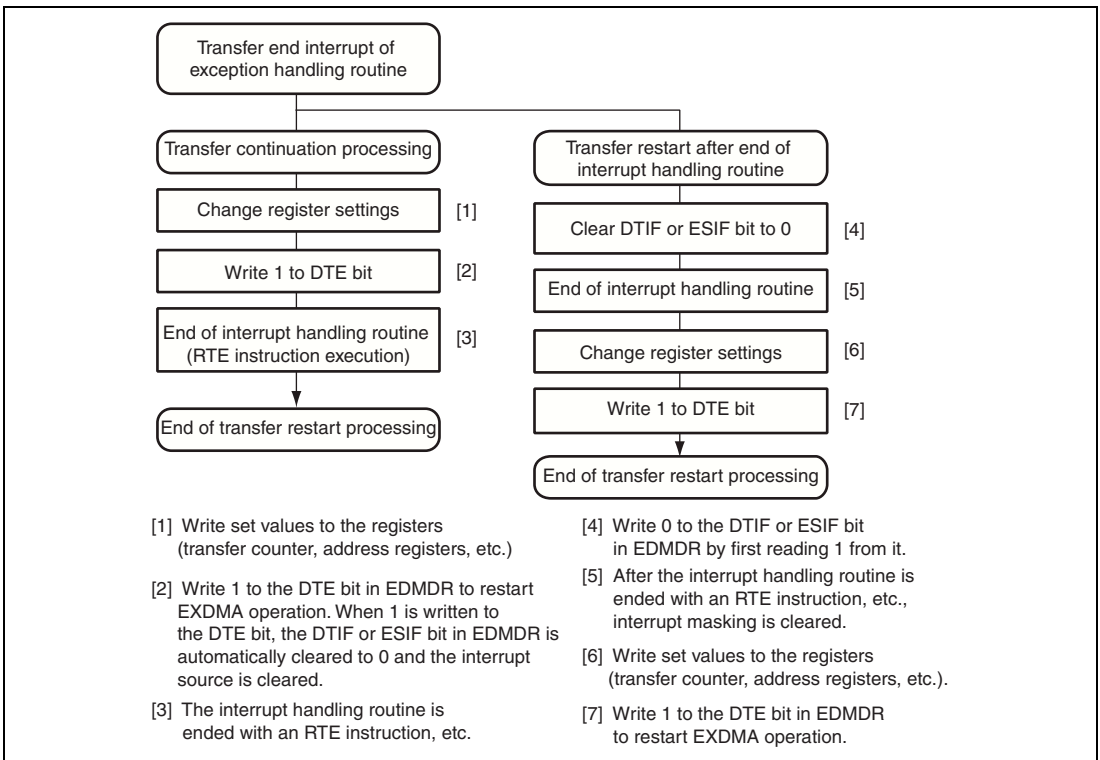 Transfer end interrupt of
exception handling routine
Transfer continuation processing
Change register settings
[1]
Write 1 to DTE bit
[2]
End of interrupt handling routine
(RTE instruction execution)
[3]
End of transfer restart processing
Transfer restart after end of
interrupt handling routine
Clear DTIF or ESIF bit to 0
[4]
End of interrupt handling routine
[5]
Change register settings
[6]
Write 1 to DTE bit
[7]
End of transfer restart processing
[1] Write set values to the registers
(transfer counter, address registers, etc.)
[2] Write 1 to the DTE bit in EDMDR to restart
EXDMA operation. When 1 is written to
the DTE bit, the DTIF or ESIF bit in EDMDR is
automatically cleared to 0 and the interrupt
source is cleared.
[3] The interrupt handling routine is
ended with an RTE instruction, etc.
[4] Write 0 to the DTIF or ESIF bit
in EDMDR by first reading 1 from it.
[5] After the interrupt handling routine is
ended with an RTE instruction, etc.,
interrupt masking is cleared.
[6] Write set values to the registers
(transfer counter, address registers, etc.).
[7] Write 1 to the DTE bit in EDMDR
to restart EXDMA operation.